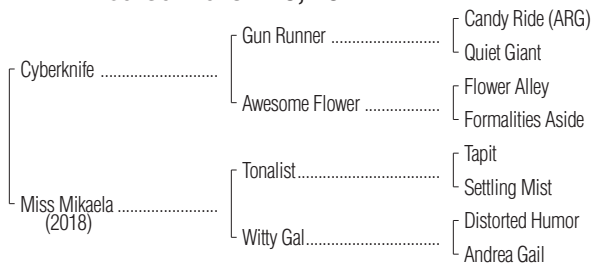 Candy Ride (ARG)
Gun Runner
Quiet Giant
Cyberknife
Flower Alley
Awesome Flower
Formalities Aside
Tapit
Tonalist
Settling Mist
Miss Mikaela
(2018)
Distorted Humor
Witty Gal
Andrea Gail